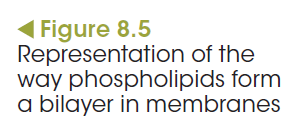 ◀ Figure 8.5
Representation of the
way phospholipids form
a bilayer in membranes